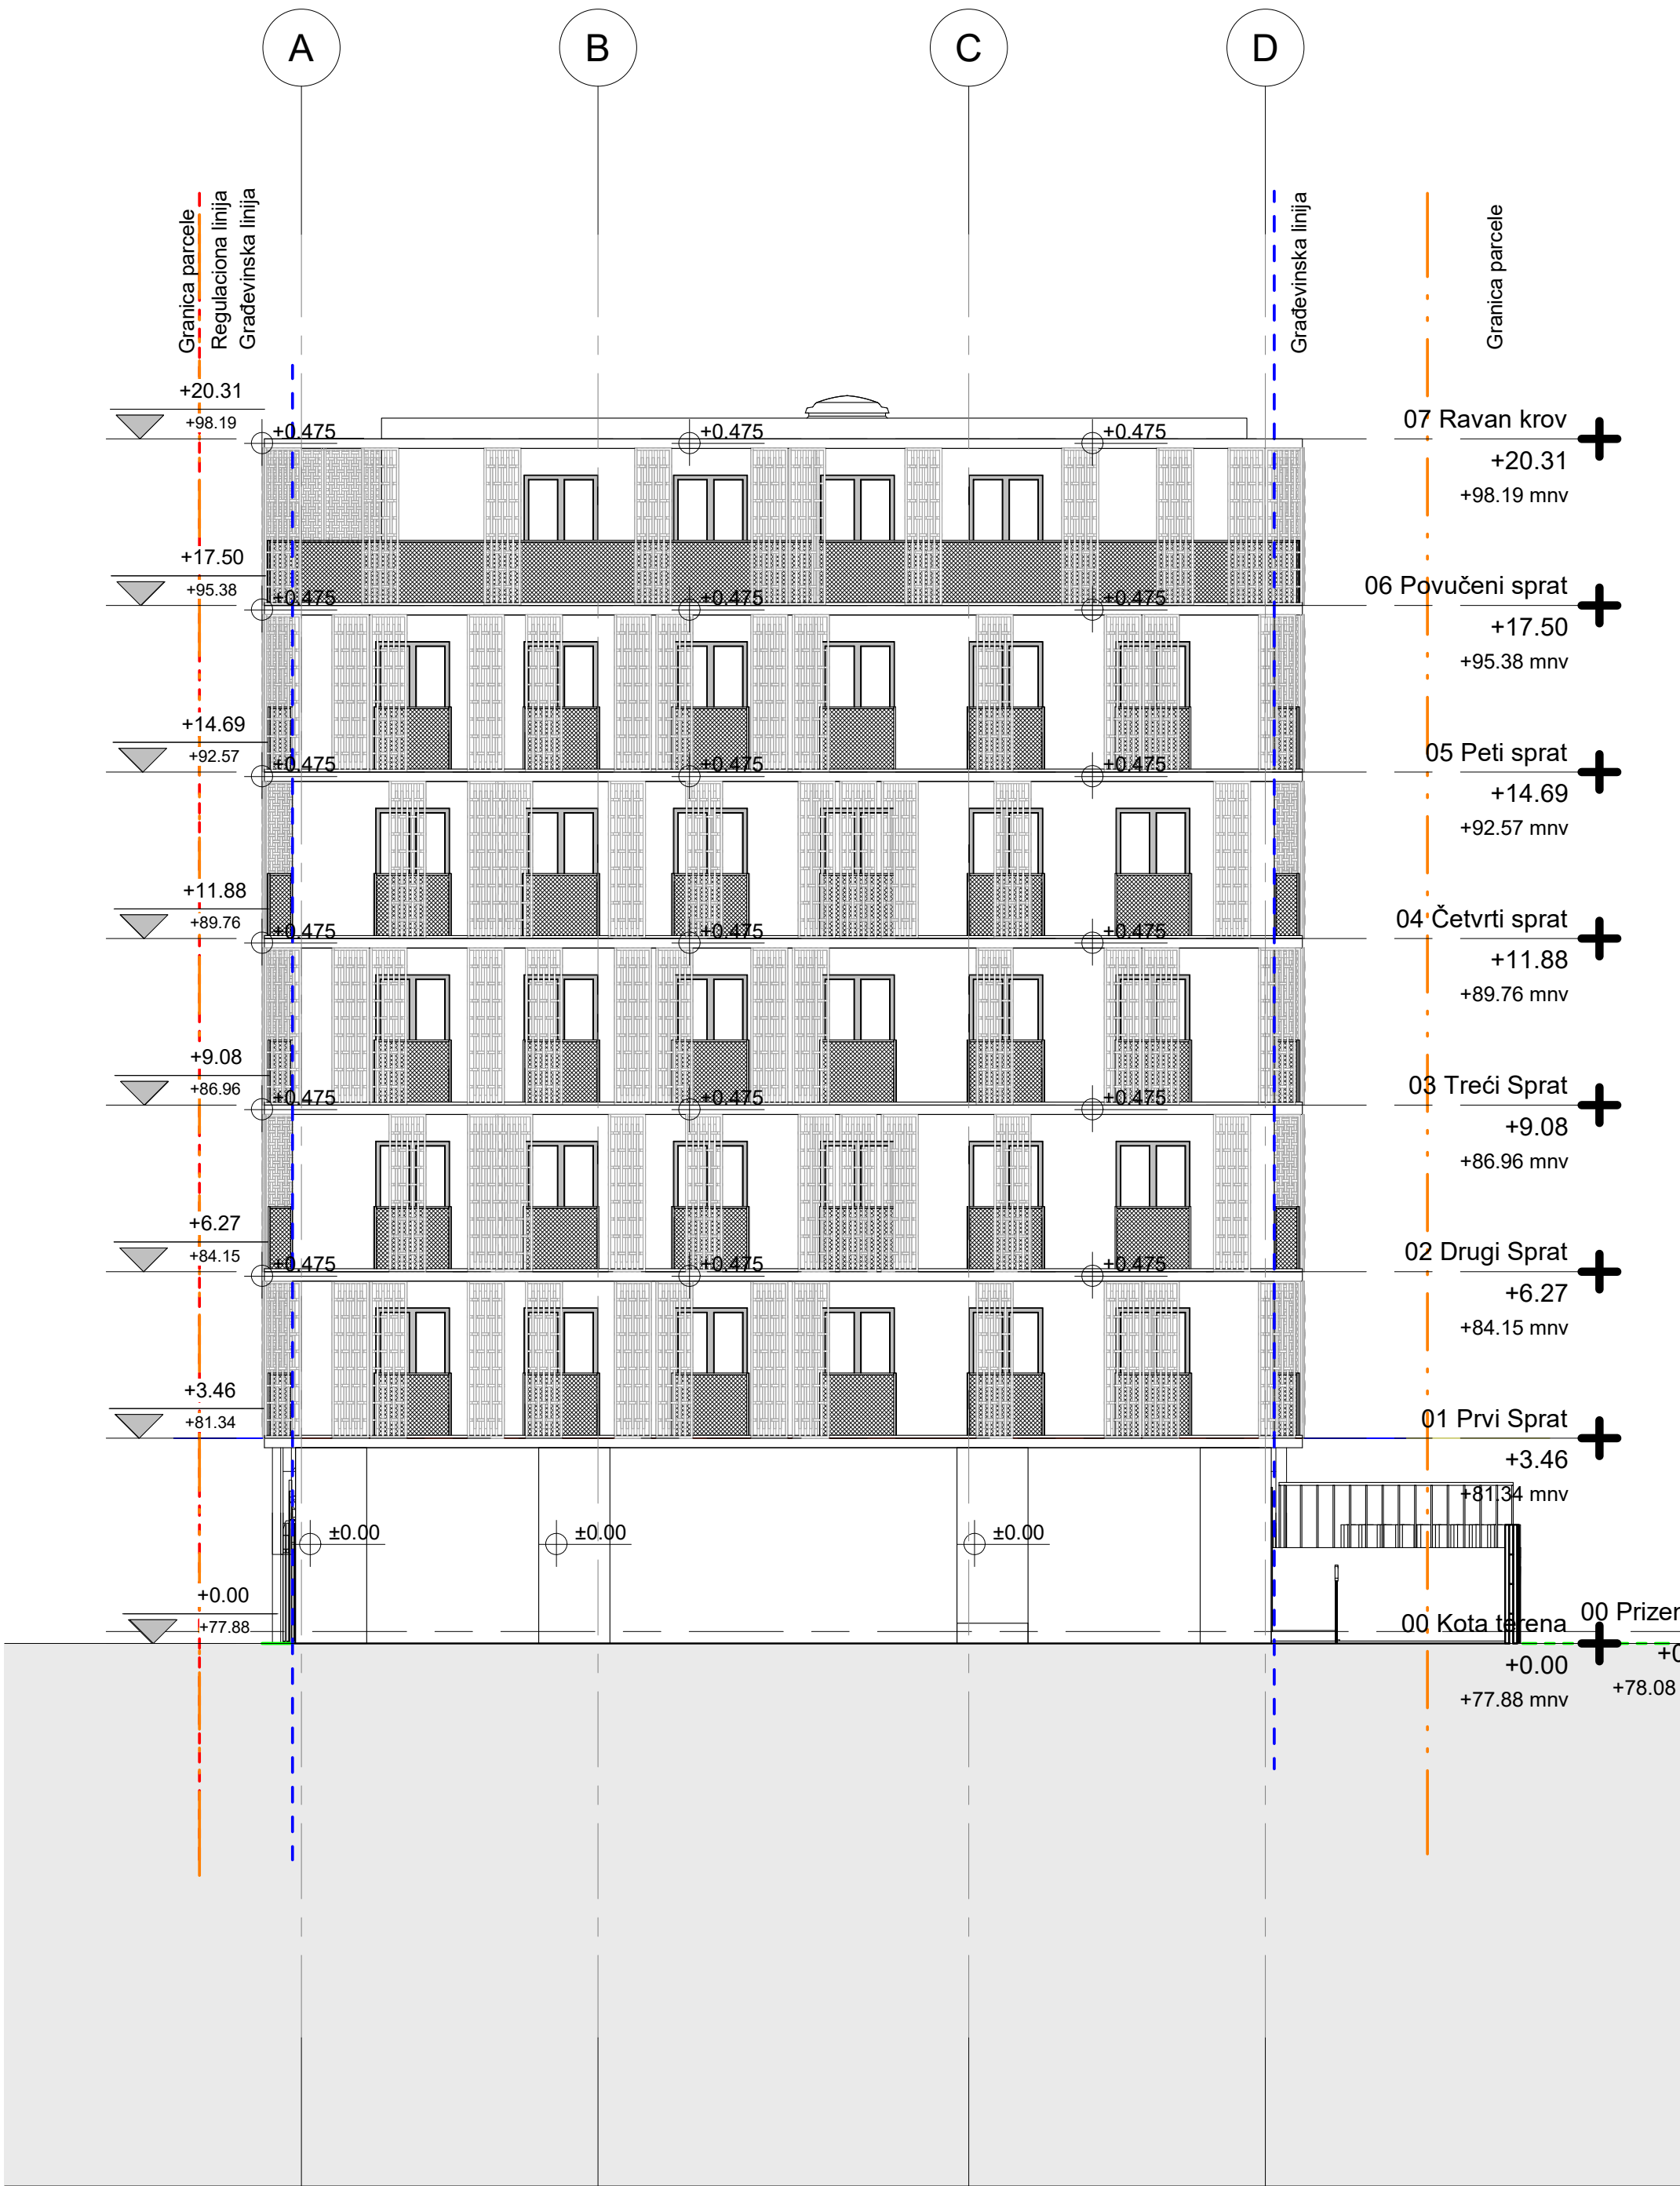 A
B
C
D
Granica parcele
Regulaciona linija
Građevinska linija
Građevinska linija
Granica parcele
+20.31
+98.19
+0.475
+0.475
+0.475
07 Ravan krov
+20.31
+98.19 mnv
+17.50
+95.38
+0.475
+0.475
+0.475
06 Povučeni sprat
+17.50
+95.38 mnv
+14.69
+92.57
+0.475
+0.475
+0.475
05 Peti sprat
+14.69
+92.57 mnv
+11.88
+89.76
+0.475
+0.475
+0.475
04 Četvrti sprat
+11.88
+89.76 mnv
+9.08
+86.96
+0.475
+0.475
+0.475
03 Treći Sprat
+9.08
+86.96 mnv
+6.27
+84.15
+0.475
+0.475
+0.475
02 Drugi Sprat
+6.27
+84.15 mnv
+3.46
+81.34
01 Prvi Sprat
+3.46
+81.34 mnv
±0.00
±0.00
±0.00
+0.00
+77.88
00 Kota terena
+0.00
+77.88 mnv
00 Prizem
+0
+78.08